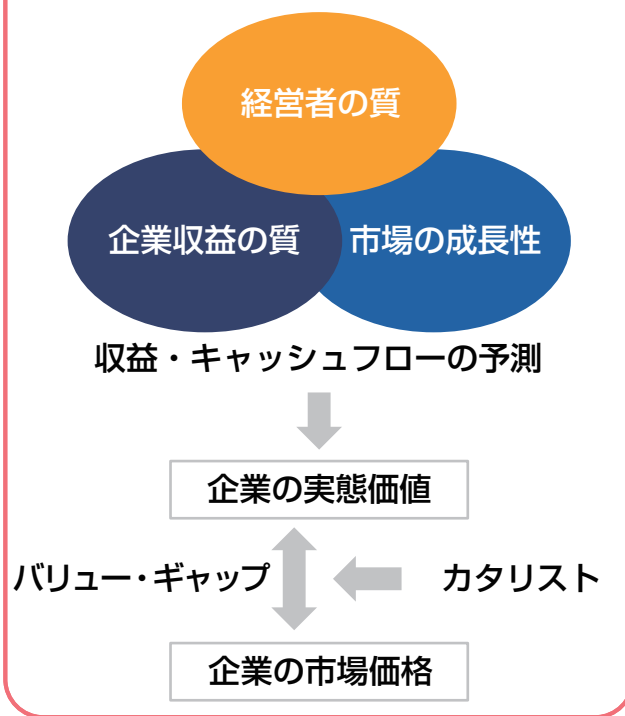 経営者の質
企業収益の質
市場の成長性
収益・キャッシュフローの予測
企業の実態価値
バリュー・ギャップ
カタリスト
企業の市場価格